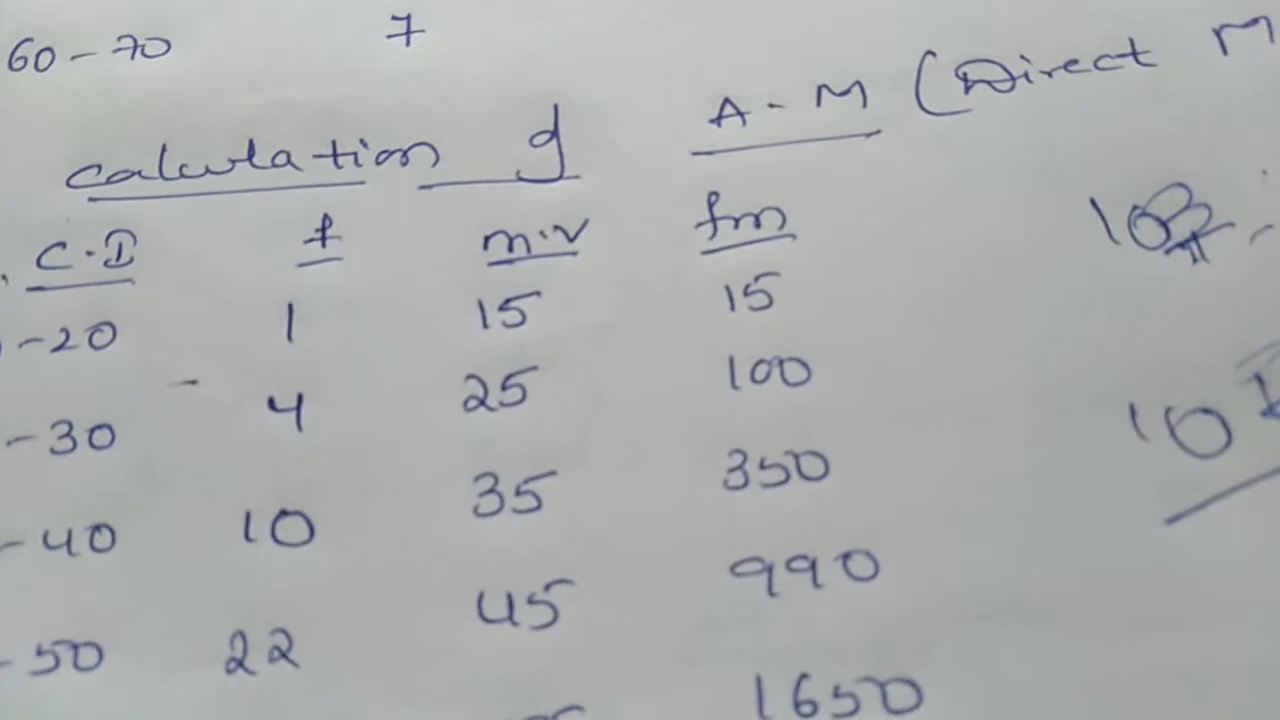 60-70 7
calculation of A-M (Direct M
C.I f m.v fm
-20 1 15 15
-30 4 25 100
-40 10 35 350
-50 22 45 990
1650
10